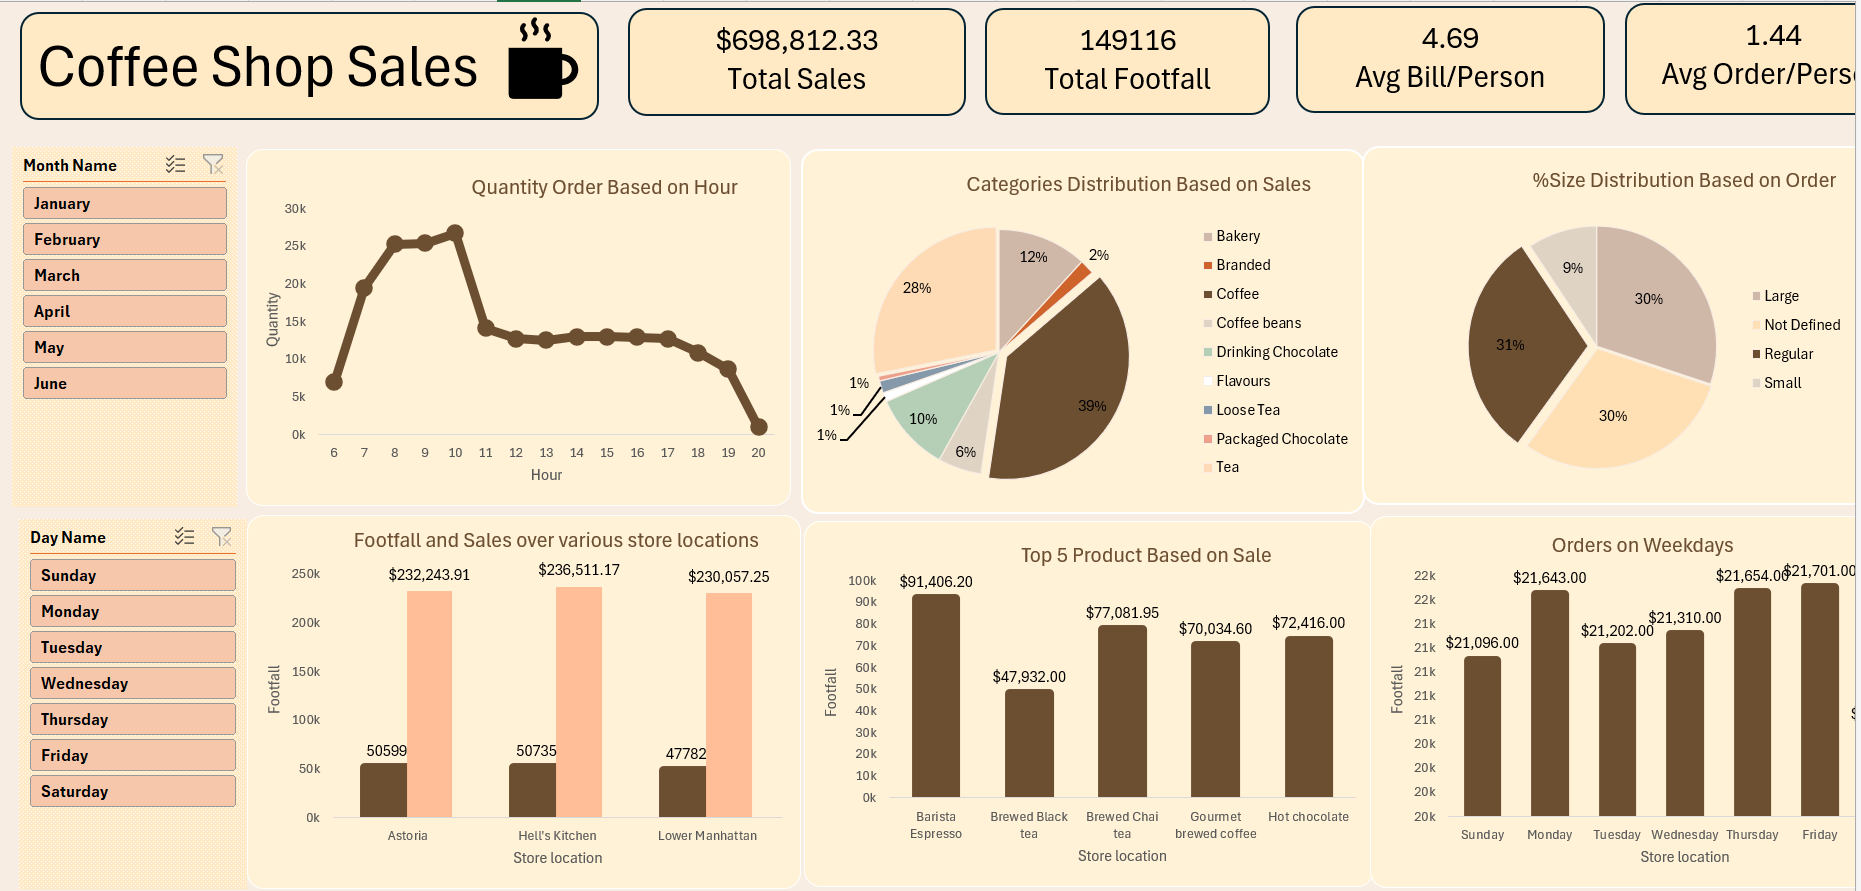 Coffee Shop Sales
$698,812.33
Total Sales
149116
Total Footfall
4.69
Avg Bill/Person
1.44
Avg Order/Perso
Month Name
January
February
March
April
May
June
Quantity Order Based on Hour
30k
25k
20k
15k
10k
5k
0k
Quantity
6 7 8 9 10 11 12 13 14 15 16 17 18 19 20
Hour
Categories Distribution Based on Sales
12%
2%
28%
39%
1%
1%
1%
10%
6%
Bakery
Branded
Coffee
Coffee beans
Drinking Chocolate
Flavours
Loose Tea
Packaged Chocolate
Tea
%Size Distribution Based on Order
9%
30%
31%
30%
Large
Not Defined
Regular
Small
Day Name
Sunday
Monday
Tuesday
Wednesday
Thursday
Friday
Saturday
Footfall and Sales over various store locations
250k
200k
150k
100k
50k
0k
Footfall
$232,243.91
$236,511.17
$230,057.25
50599
50735
47782
Astoria
Hell's Kitchen
Lower Manhattan
Store location
Top 5 Product Based on Sale
100k
90k
80k
70k
60k
50k
40k
30k
20k
10k
0k
Footfall
$91,406.20
$47,932.00
$77,081.95
$70,034.60
$72,416.00
Barista
Espresso
Brewed Black
tea
Brewed Chai
tea
Gourmet
brewed coffee
Hot chocolate
Store location
Orders on Weekdays
22k
22k
21k
21k
21k
21k
21k
20k
20k
20k
20k
Footfall
$21,096.00
$21,643.00
$21,202.00
$21,310.00
$21,654.00
$21,701.00
$
Sunday
Monday
Tuesday
Wednesday
Thursday
Friday
Store location